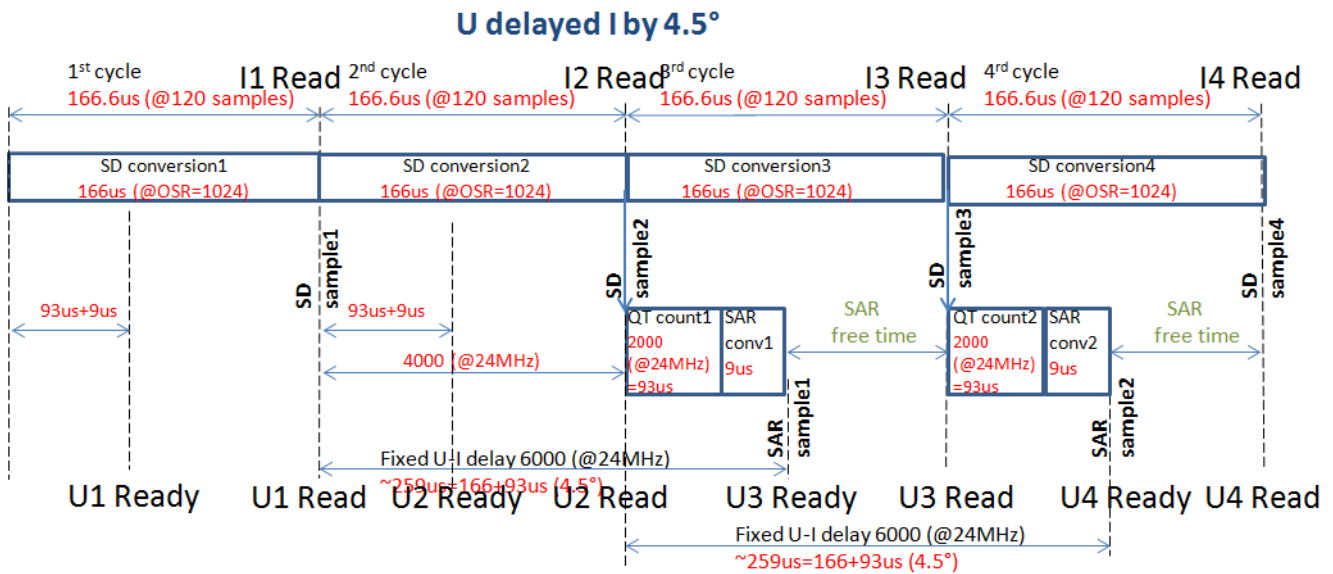 U delayed I by 4.5°
1st cycle
166.6us (@120 samples)
I1 Read
2nd cycle
166.6us (@120 samples)
I2 Read
3rd cycle
166.6us (@120 samples)
I3 Read
4rd cycle
166.6us (@120 samples)
I4 Read
SD conversion1
166us (@OSR=1024)
SD conversion2
166us (@OSR=1024)
SD conversion3
166us (@OSR=1024)
SD conversion4
166us (@OSR=1024)
SD
sample1
SD
sample2
SD
sample3
SD
sample4
93us+9us
93us+9us
4000 (@24MHz)
QT count1
2000
(@24MHz)
=93us
SAR
conv1
9us
SAR
free time
QT count2
2000
(@24MHz)
=93us
SAR
conv2
9us
SAR
free time
SAR
sample1
SAR
sample2
Fixed U-I delay 6000 (@24MHz)
~259us=166+93us (4.5°)
U1 Ready
U1 Read
U2 Ready
U2 Read
U3 Ready
U3 Read
U4 Ready
U4 Read
Fixed U-I delay 6000 (@24MHz)
~259us=166+93us (4.5°)